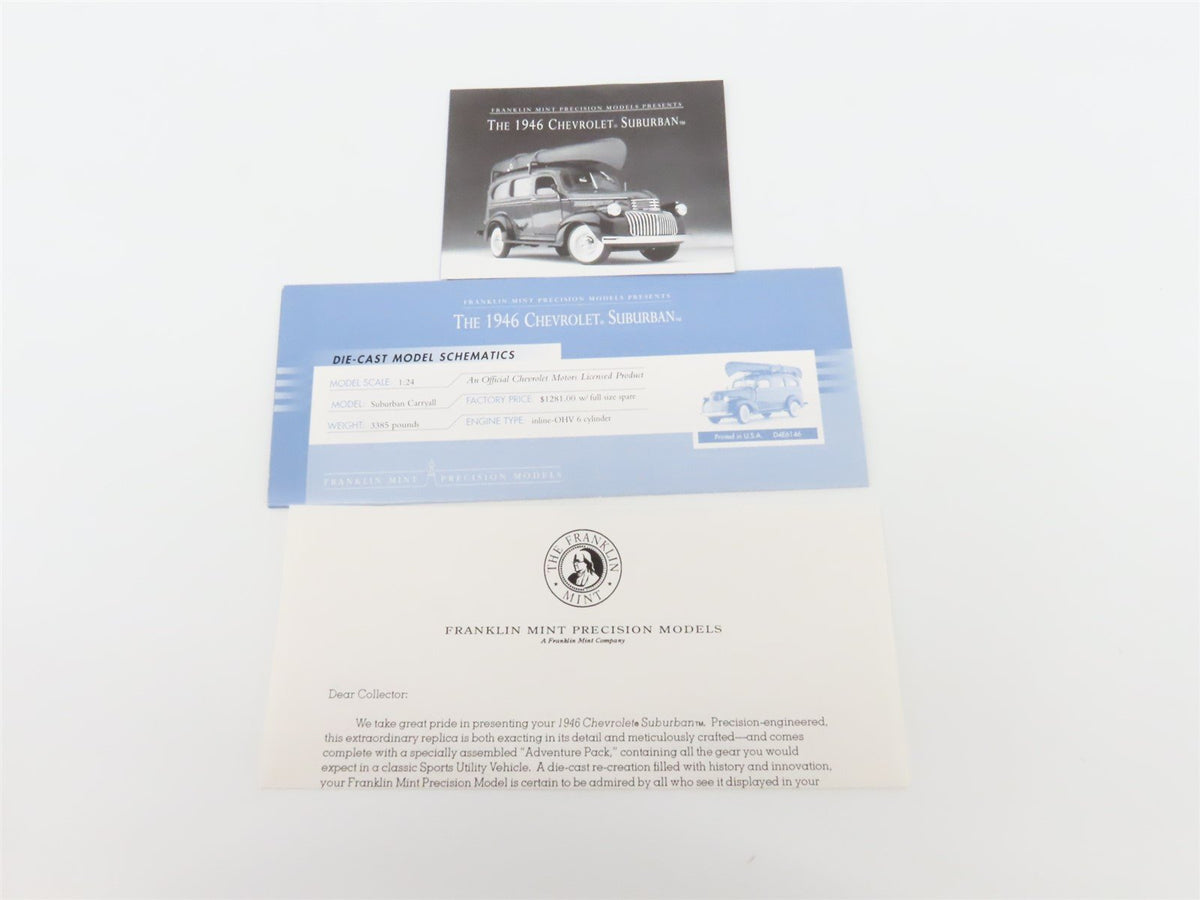 FRANKLIN MINT PRECISION MODELS PRESENTS
THE 1946 CHEVROLET® SUBURBAN™
FRANKLIN MINT PRECISION MODELS PRESENTS
THE 1946 CHEVROLET® SUBURBAN™
DIE-CAST MODEL SCHEMATICS
MODEL SCALE 1:24 An Official Chevrolet Motors Licensed Product
MODEL: Suburban Carryall FACTORY PRICE $1281.00 w/ full size spare
WEIGHT: 3385 pounds ENGINE TYPE inline-OHV 6 cylinder
Printed in U.S.A. D4E6146
FRANKLIN MINT PRECISION MODELS
THE FRANKLIN MINT
FRANKLIN MINT PRECISION MODELS
A Franklin Mint Company
Dear Collector:
We take great pride in presenting your 1946 Chevrolet® Suburban™. Precision-engineered,
this extraordinary replica is both exacting in its detail and meticulously crafted—and comes
complete with a specially assembled "Adventure Pack," containing all the gear you would
expect in a classic Sports Utility Vehicle. A die-cast re-creation filled with history and innovation,
your Franklin Mint Precision Model is certain to be admired by all who see it displayed in your